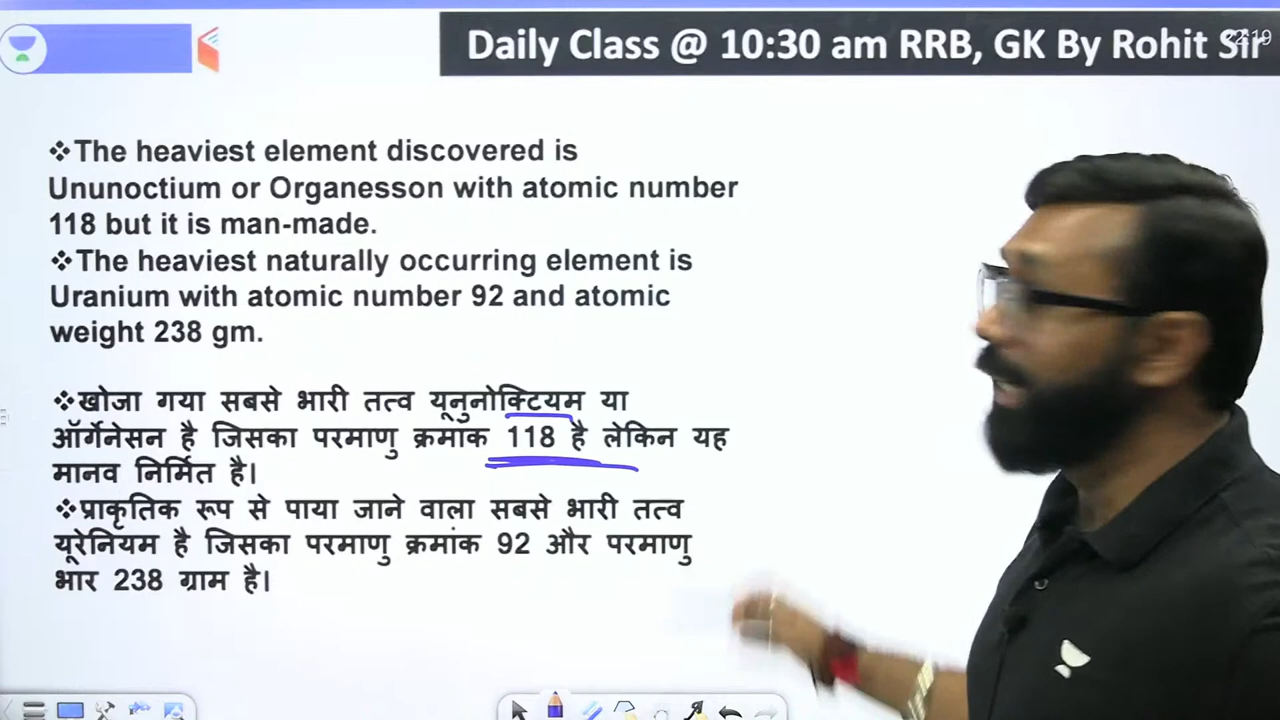 Daily Class @ 10:30 am RRB, GK By Rohit Sir
❖The heaviest element discovered is
Ununoctium or Organesson with atomic number
118 but it is man-made.
❖The heaviest naturally occurring element is
Uranium with atomic number 92 and atomic
weight 238 gm.
❖खोजा गया सबसे भारी तत्व यूनुनोक्टियम या
ऑर्गेनेसन है जिसका परमाणु क्रमांक 118 है लेकिन यह
मानव निर्मित है।
❖प्राकृतिक रूप से पाया जाने वाला सबसे भारी तत्व
यूरेनियम है जिसका परमाणु क्रमांक 92 और परमाणु
भार 238 ग्राम है।